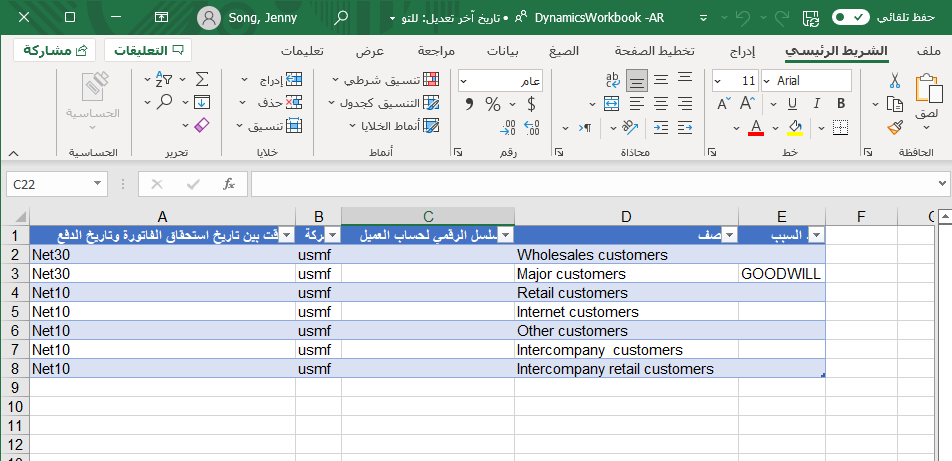 حفظ تلقائي
DynamicsWorkbook -AR • تاريخ آخر تعديل: للتو
Song, Jenny
ملف الشريط الرئيسي إدراج تخطيط الصفحة الصيغ بيانات مراجعة عرض تعليمات
التعليقات مشاركة
لصق
Arial 11
B I U
عام
$ % 9
ab c
تنسيق شرطي
التنسيق كجدول
أنماط الخلايا
إدراج
حذف
تنسيق
الحساسية
الحافظة خط محاذاة رقم أنماط خلايا تحرير الحساسية
C22 fx
A B C D E F
1 قت بين تاريخ استحقاق الفاتورة وتاريخ الدفع ركة سلسل الرقمي لحساب العميل صف السبب
2 Net30 usmf Wholesales customers
3 Net30 usmf Major customers GOODWILL
4 Net10 usmf Retail customers
5 Net10 usmf Internet customers
6 Net10 usmf Other customers
7 Net10 usmf Intercompany customers
8 Net10 usmf Intercompany retail customers
9
10
11
12